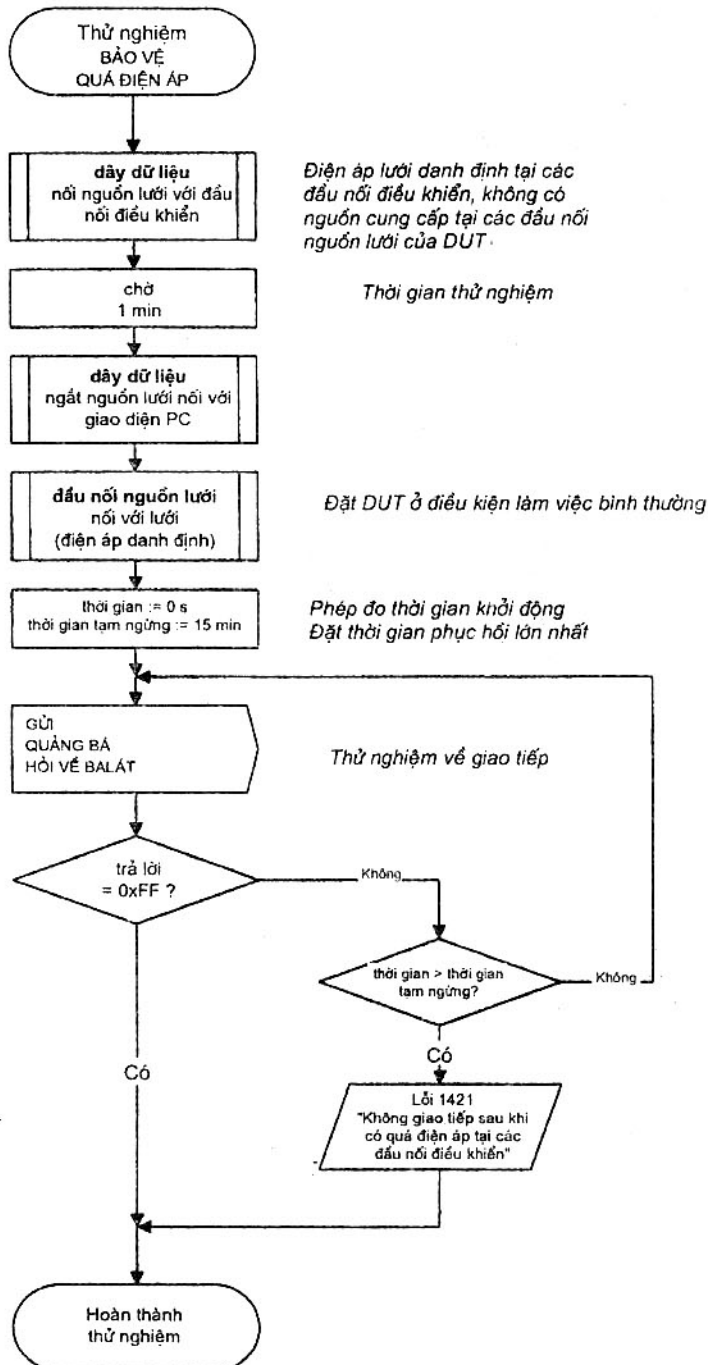 Thử nghiệm
BẢO VỆ
QUÁ ĐIỆN ÁP
dây dữ liệu
nối nguồn lưới với đầu
nối điều khiển
Điện áp lưới danh định tại các
đầu nối điều khiển, không có
nguồn cung cấp tại các đầu nối
nguồn lưới của DUT
chờ
1 min
Thời gian thử nghiệm
dây dữ liệu
ngắt nguồn lưới nối với
giao diện PC
đầu nối nguồn lưới
nối với lưới
(điện áp danh định)
Đặt DUT ở điều kiện làm việc bình thường
thời gian := 0 s
thời gian tạm ngừng := 15 min
Phép đo thời gian khởi động
Đặt thời gian phục hồi lớn nhất
GỬI
QUẢNG BÁ
HỎI VỀ BALÁT
Thử nghiệm về giao tiếp
trả lời
= 0xFF ?
Không
thời gian > thời gian
tạm ngừng?
Không
Có
Có
Lỗi 1421
"Không giao tiếp sau khi
có quá điện áp tại các
đầu nối điều khiển"
Hoàn thành
thử nghiệm